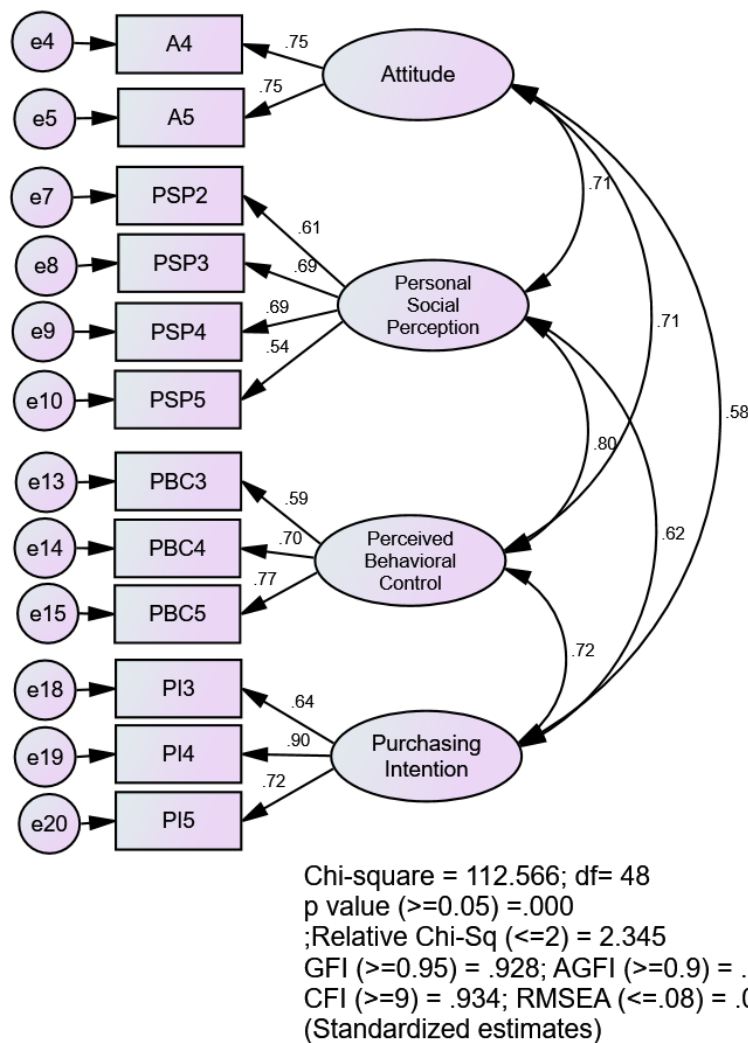 e4
A4
.75
Attitude
e5
A5
.75
e7
PSP2
.61
.71
e8
PSP3
.69
Personal
Social
Perception
e9
PSP4
.69
.71
e10
PSP5
.54
.58
.80
e13
PBC3
.59
e14
PBC4
.70
Perceived
Behavioral
Control
.62
e15
PBC5
.77
.72
e18
PI3
.64
e19
PI4
.90
Purchasing
Intention
e20
PI5
.72
Chi-square = 112.566; df= 48
p value (>=0.05) =.000
;Relative Chi-Sq (<=2) = 2.345
GFI (>=0.95) = .928; AGFI (>=0.9) =
CFI (>=9) = .934; RMSEA (<=.08) =
(Standardized estimates)